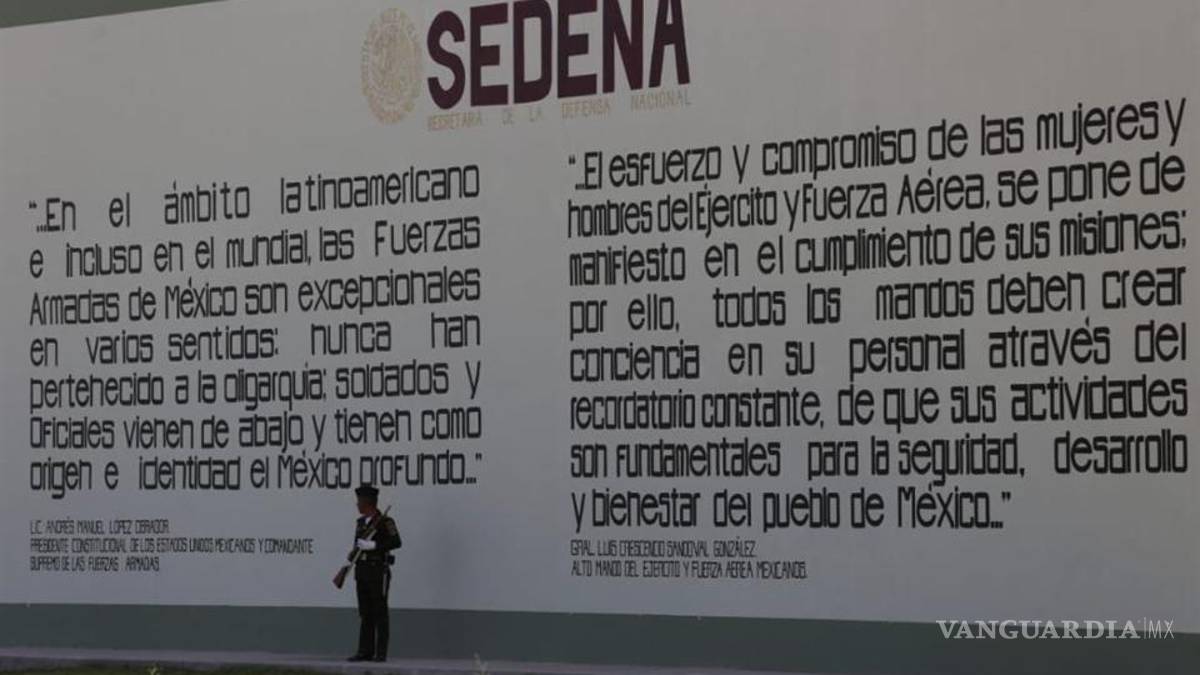 SEDENA
SECRETARÍA DE LA DEFENSA NACIONAL
“...En el ámbito latinoamericano
e incluso en el mundial, las Fuerzas
Armadas de México son excepcionales
en varios sentidos: nunca han
pertenecido a la oligarquia; soldados y
Oficiales vienen de abajo y tienen como
origen e identidad el México profundo...”
LIC. ANDRÉS MANUEL LÓPEZ OBRADOR.
PRESIDENTE CONSTITUCIONAL DE LOS ESTADOS UNIDOS MEXICANOS Y COMANDANTE
SUPREMO DE LAS FUERZAS ARMADAS.
“...El esfuerzo y compromiso de las mujeres y
hombres del Ejército y Fuerza Aérea, se pone de
manifiesto en el cumplimiento de sus misiones;
por ello, todos los mandos deben crear
conciencia en su personal através del
recordatorio constante, de que sus actividades
son fundamentales para la seguridad, desarrollo
y bienestar del pueblo de México...”
GRAL. LUIS CRESCENCIO SANDOVAL GONZÁLEZ.
ALTO MANDO DEL EJERCITO Y FUERZA AEREA MEXICANOS.
VANGUARDIA MX